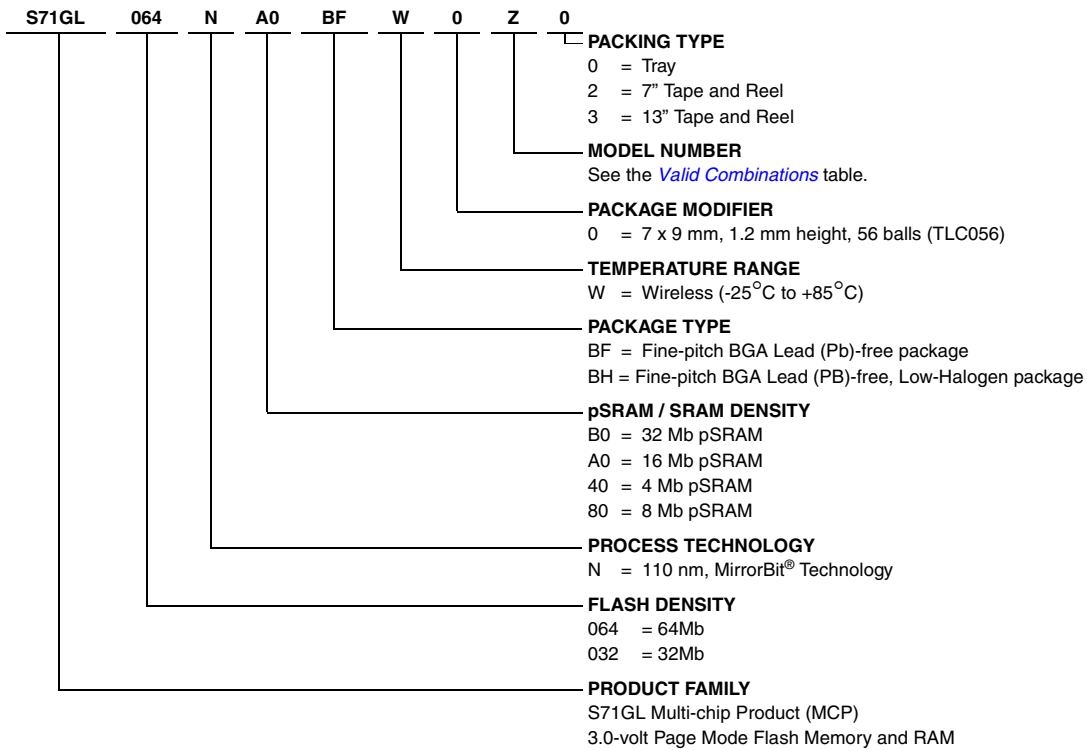 S71GL 064 N A0 BF W 0 Z 0
PACKING TYPE
0 = Tray
2 = 7” Tape and Reel
3 = 13” Tape and Reel
MODEL NUMBER
See the Valid Combinations table.
PACKAGE MODIFIER
0 = 7 x 9 mm, 1.2 mm height, 56 balls (TLC056)
TEMPERATURE RANGE
W = Wireless (-25°C to +85°C)
PACKAGE TYPE
BF = Fine-pitch BGA Lead (Pb)-free package
BH = Fine-pitch BGA Lead (PB)-free, Low-Halogen package
pSRAM / SRAM DENSITY
B0 = 32 Mb pSRAM
A0 = 16 Mb pSRAM
40 = 4 Mb pSRAM
80 = 8 Mb pSRAM
PROCESS TECHNOLOGY
N = 110 nm, MirrorBit® Technology
FLASH DENSITY
064 = 64Mb
032 = 32Mb
PRODUCT FAMILY
S71GL Multi-chip Product (MCP)
3.0-volt Page Mode Flash Memory and RAM